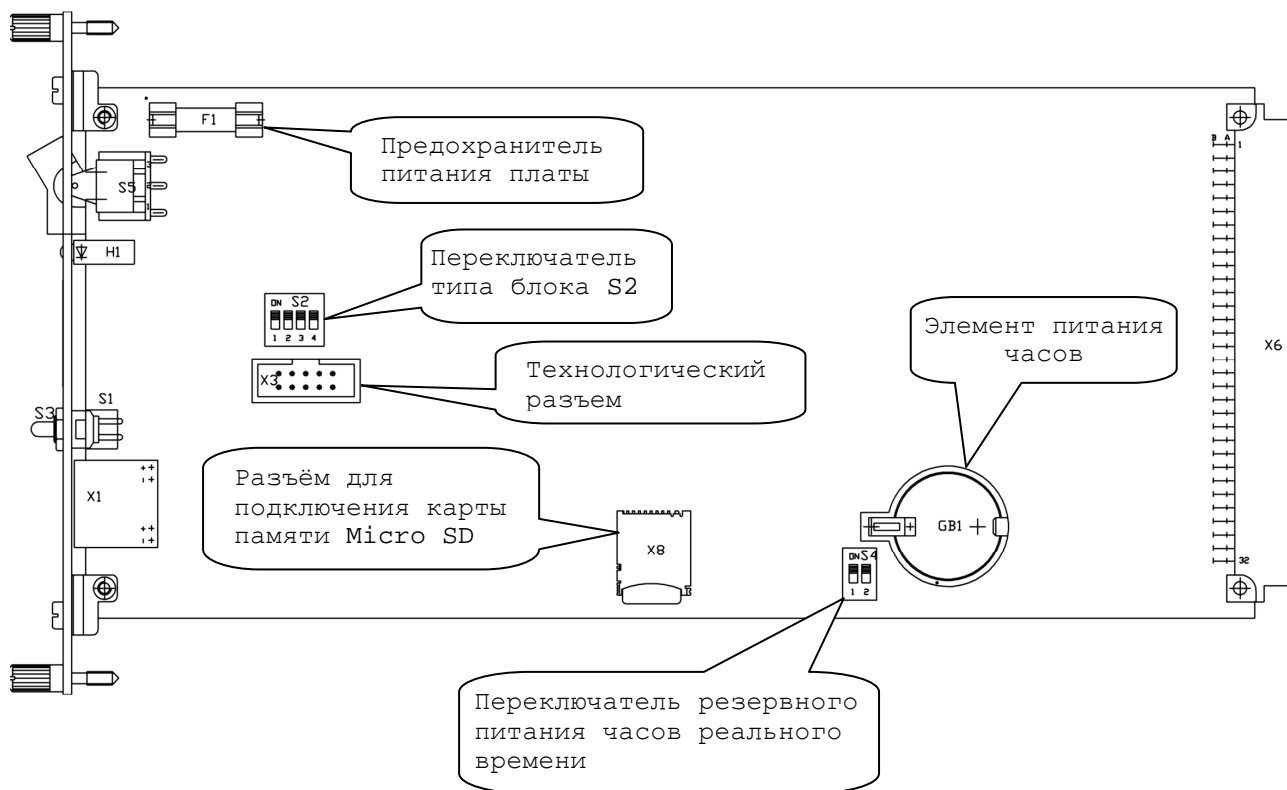 F1
Предохранитель
питания платы
B A
1
3
S5
1
H1
Переключатель
типа блока S2
ON S2
1 2 3 4
Элемент питания
часов
X6
X3
Технологический
разъем
S1
S3
Разъём для
подключения карты
памяти Micro SD
X1
X8
GB1
ON S4
1 2
32
Переключатель резервного
питания часов реального
времени